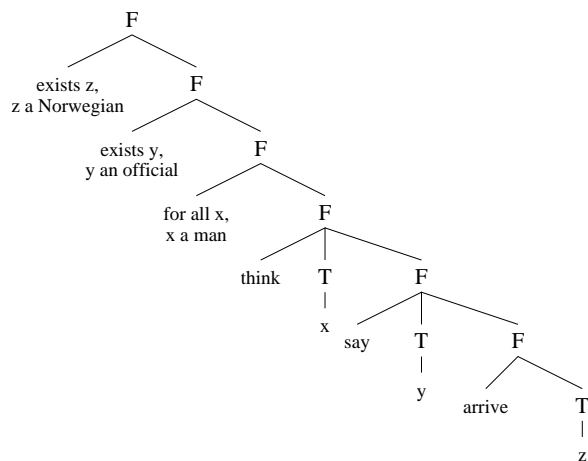 F
exists z,
z a Norwegian
F
exists y,
y an official
F
for all x,
x a man
F
think
T
F
x
say
T
F
y
arrive
T
z